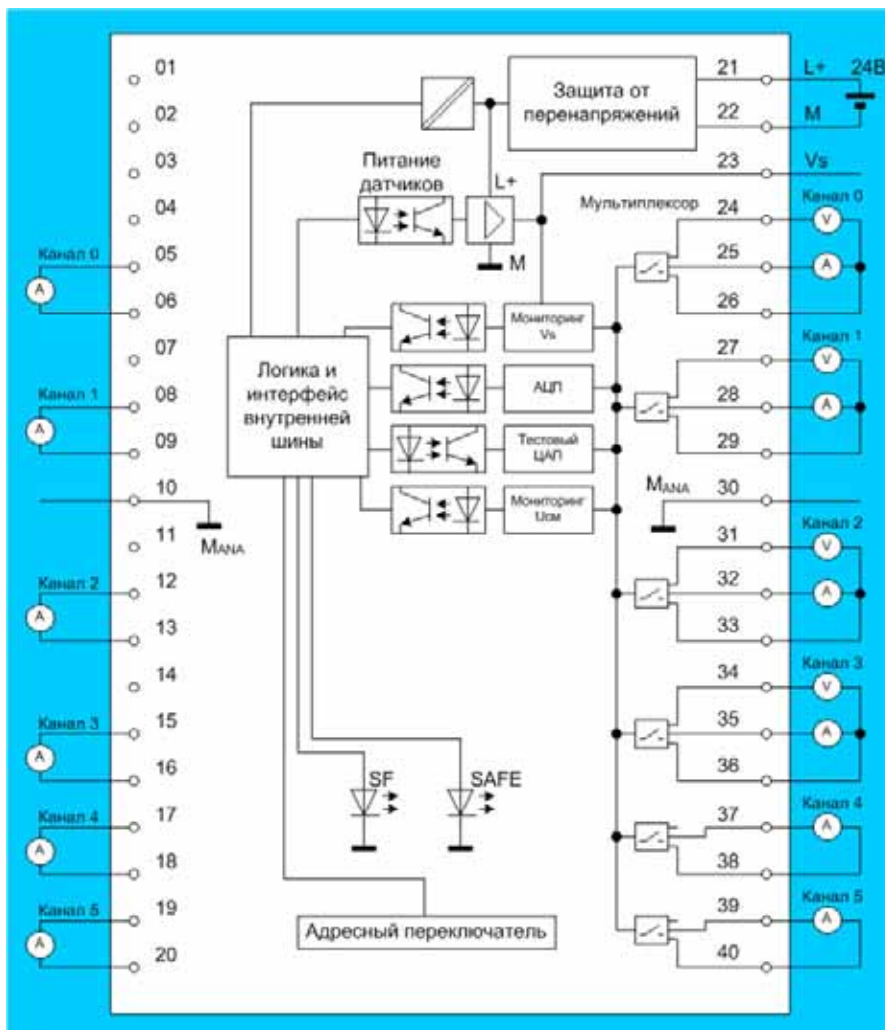 01
02
03
04
05
06
07
08
09
10
11
12
13
14
15
16
17
18
19
20
Канал 0
A
Канал 1
A
MANA
Канал 2
A
Канал 3
A
Канал 4
A
Канал 5
A
Защита от
перенапряжений
Питание
датчиков
L+
M
Мультиплексор
Логика и
интерфейс
внутренней
шины
Мониторинг
Vs
АЦП
Тестовый
ЦАП
Мониторинг
Uсм
SF
SAFE
Адресный переключатель
MANA
21
22
23
24
25
26
27
28
29
30
31
32
33
34
35
36
37
38
39
40
L+ 24В
M
Vs
Канал 0
V
A
Канал 1
V
A
Канал 2
V
A
Канал 3
V
A
Канал 4
A
Канал 5
A